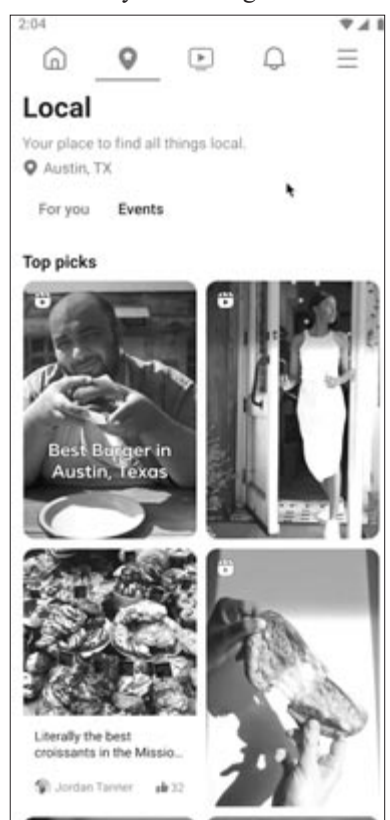 2:04
Local
Your place to find all things local.
Austin, TX
For you Events
Top picks
Best Burger in
Austin, Texas
Literally the best
croissants in the Missio...
Jordan Tanner 32